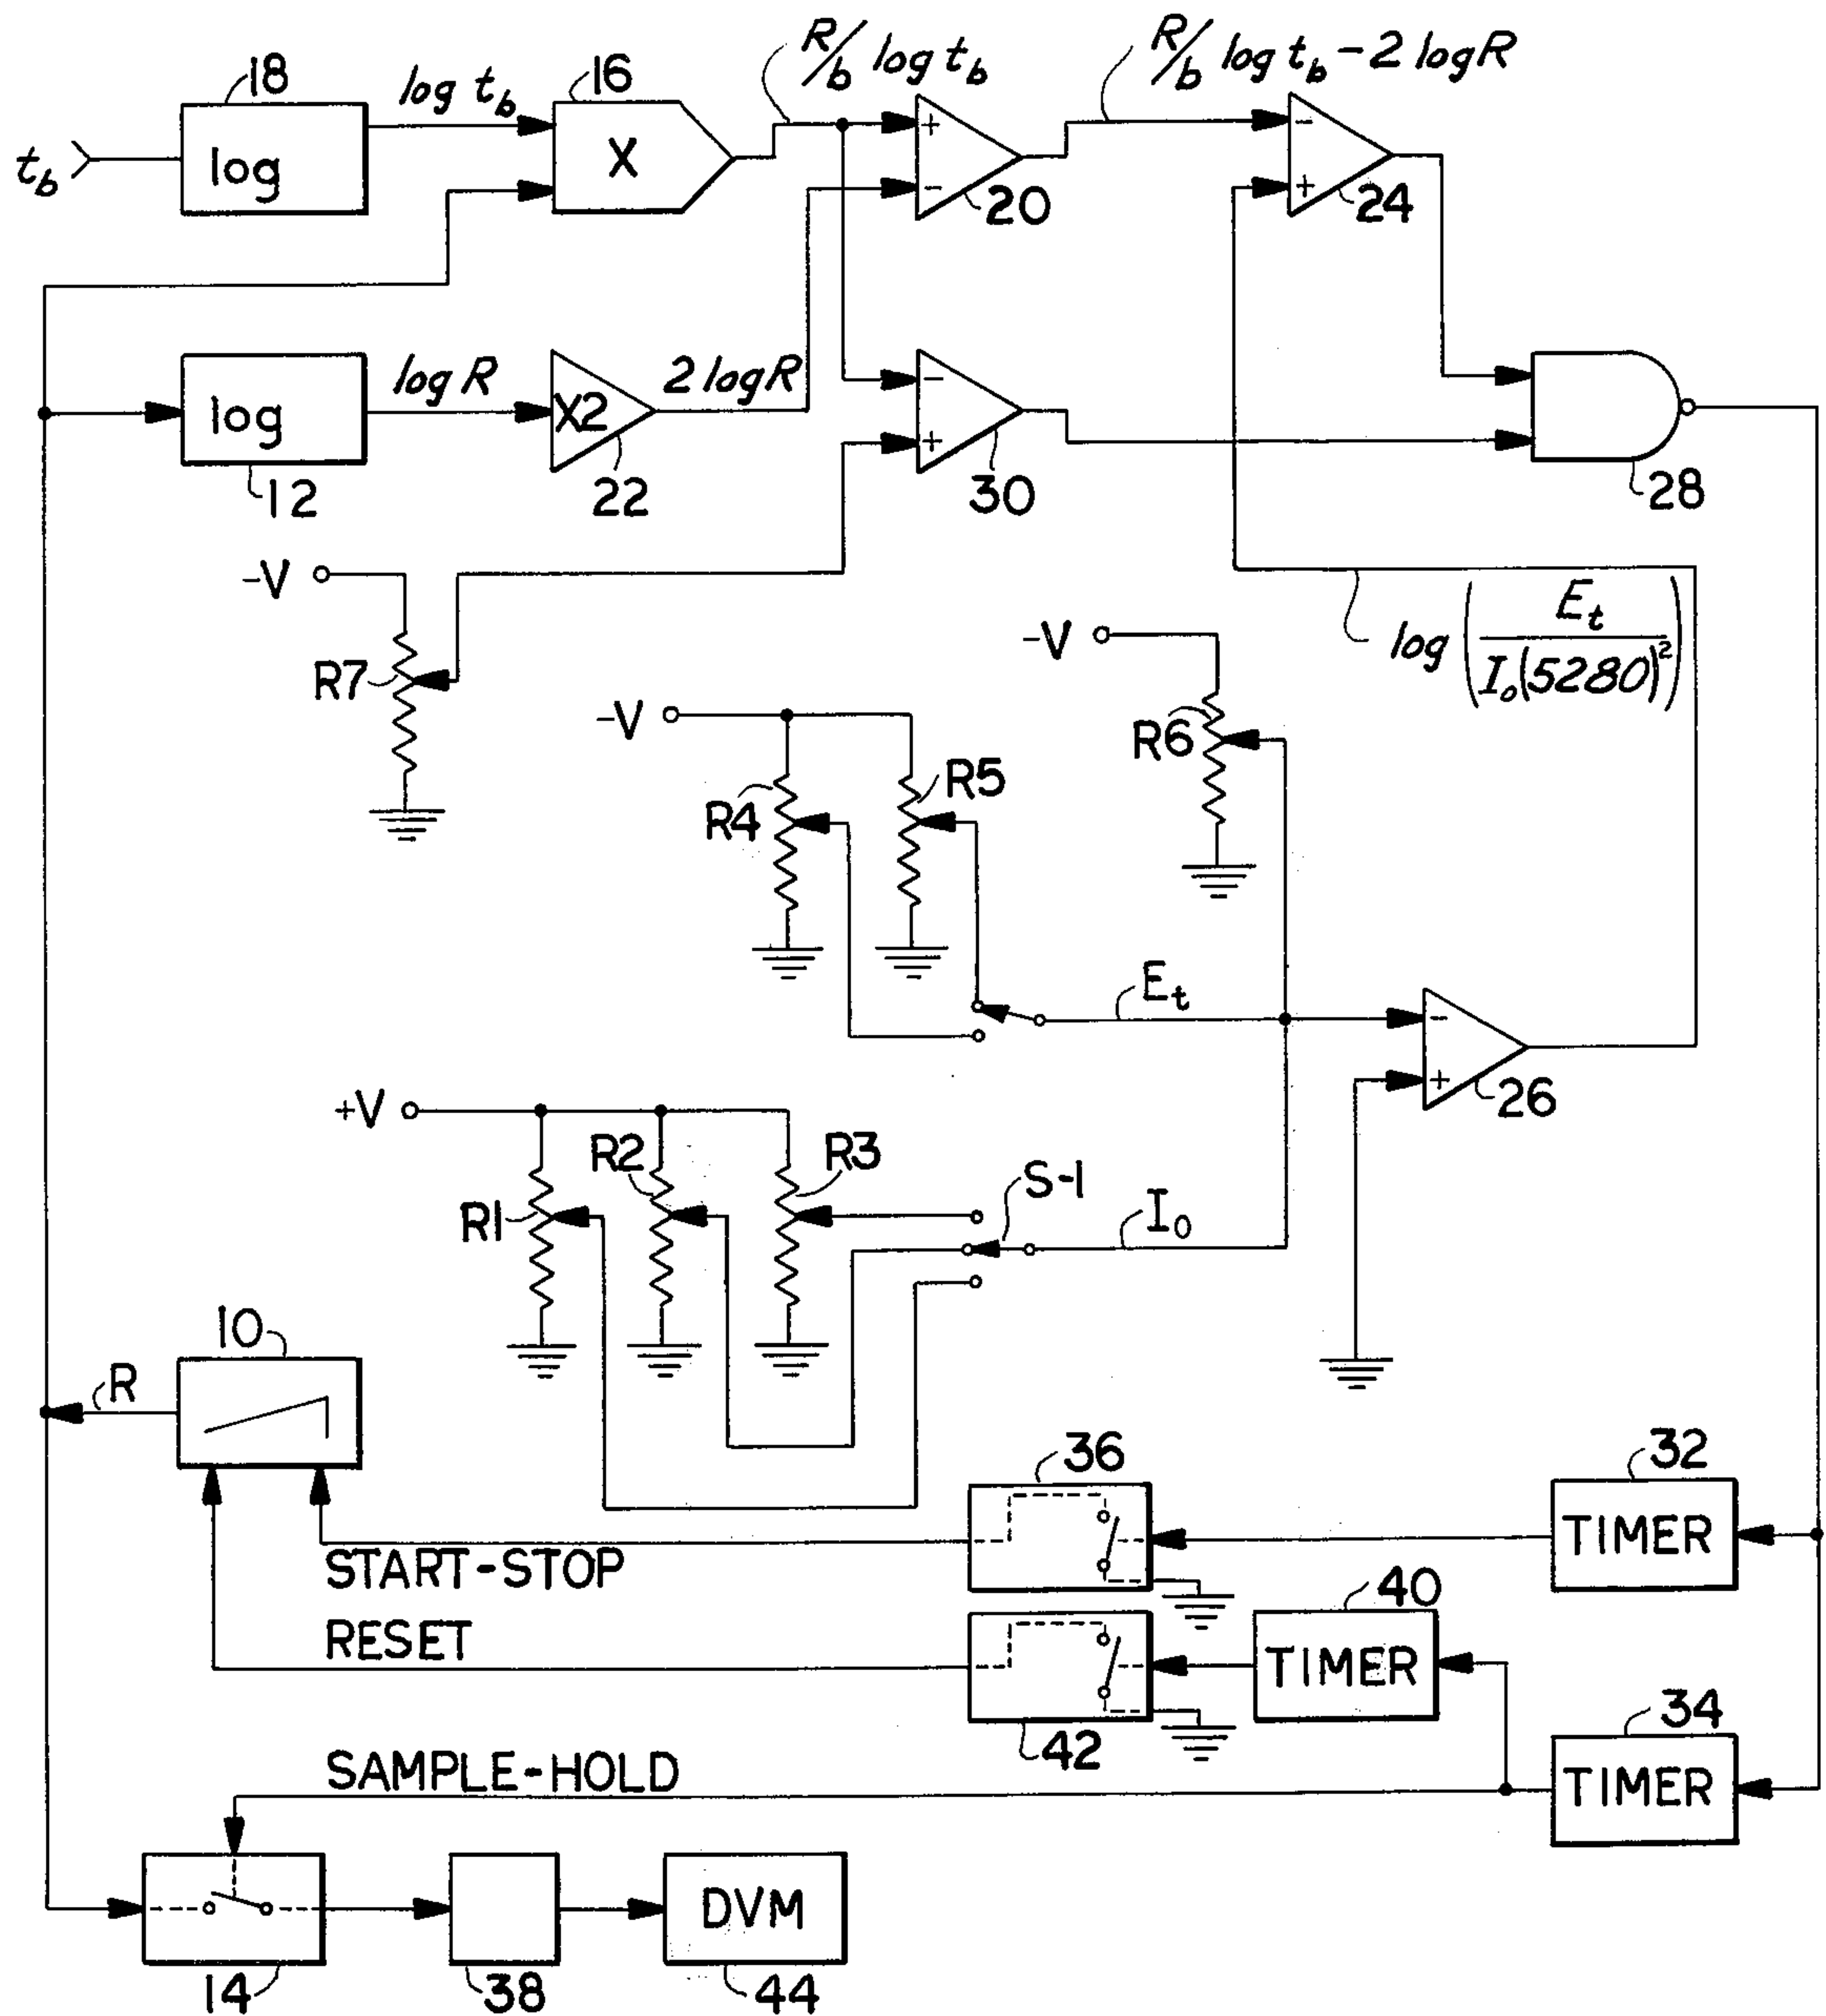 18
log t_b
16
R/b log t_b
R/b log t_b - 2 log R
t_b
log
X
+
-
20
-
+
24
log
12
log R
X2
22
2 log R
-
+
30
28
-V
R7
-V
R6
log (E_t / I_o(5280)²)
-V
R4
R5
E_t
-
+
26
+V
R1
R2
R3
S-1
I_o
10
R
36
32
TIMER
START-STOP
40
RESET
TIMER
42
34
TIMER
SAMPLE-HOLD
DVM
14
38
44